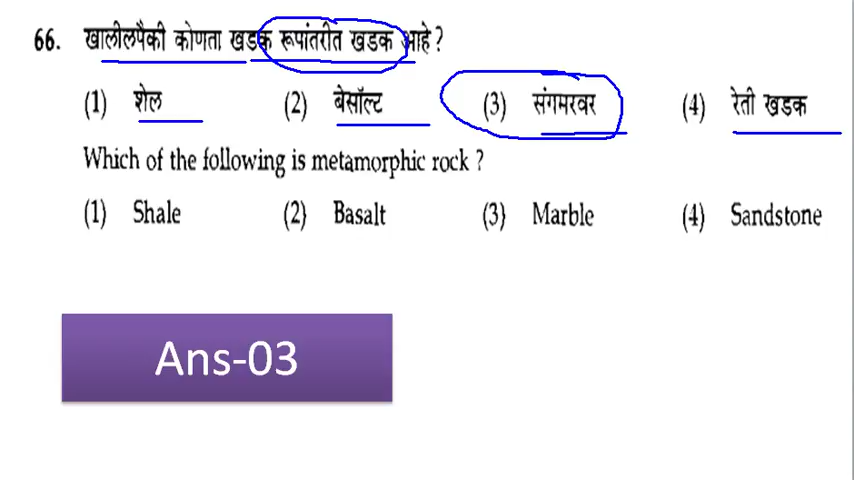 66. खालीलपैकी कोणता खडक रूपांतरीत खडक आहे ?
(1) शेल (2) बेसॉल्ट (3) संगमरवर (4) रेती खडक
Which of the following is metamorphic rock ?
(1) Shale (2) Basalt (3) Marble (4) Sandstone
Ans-03